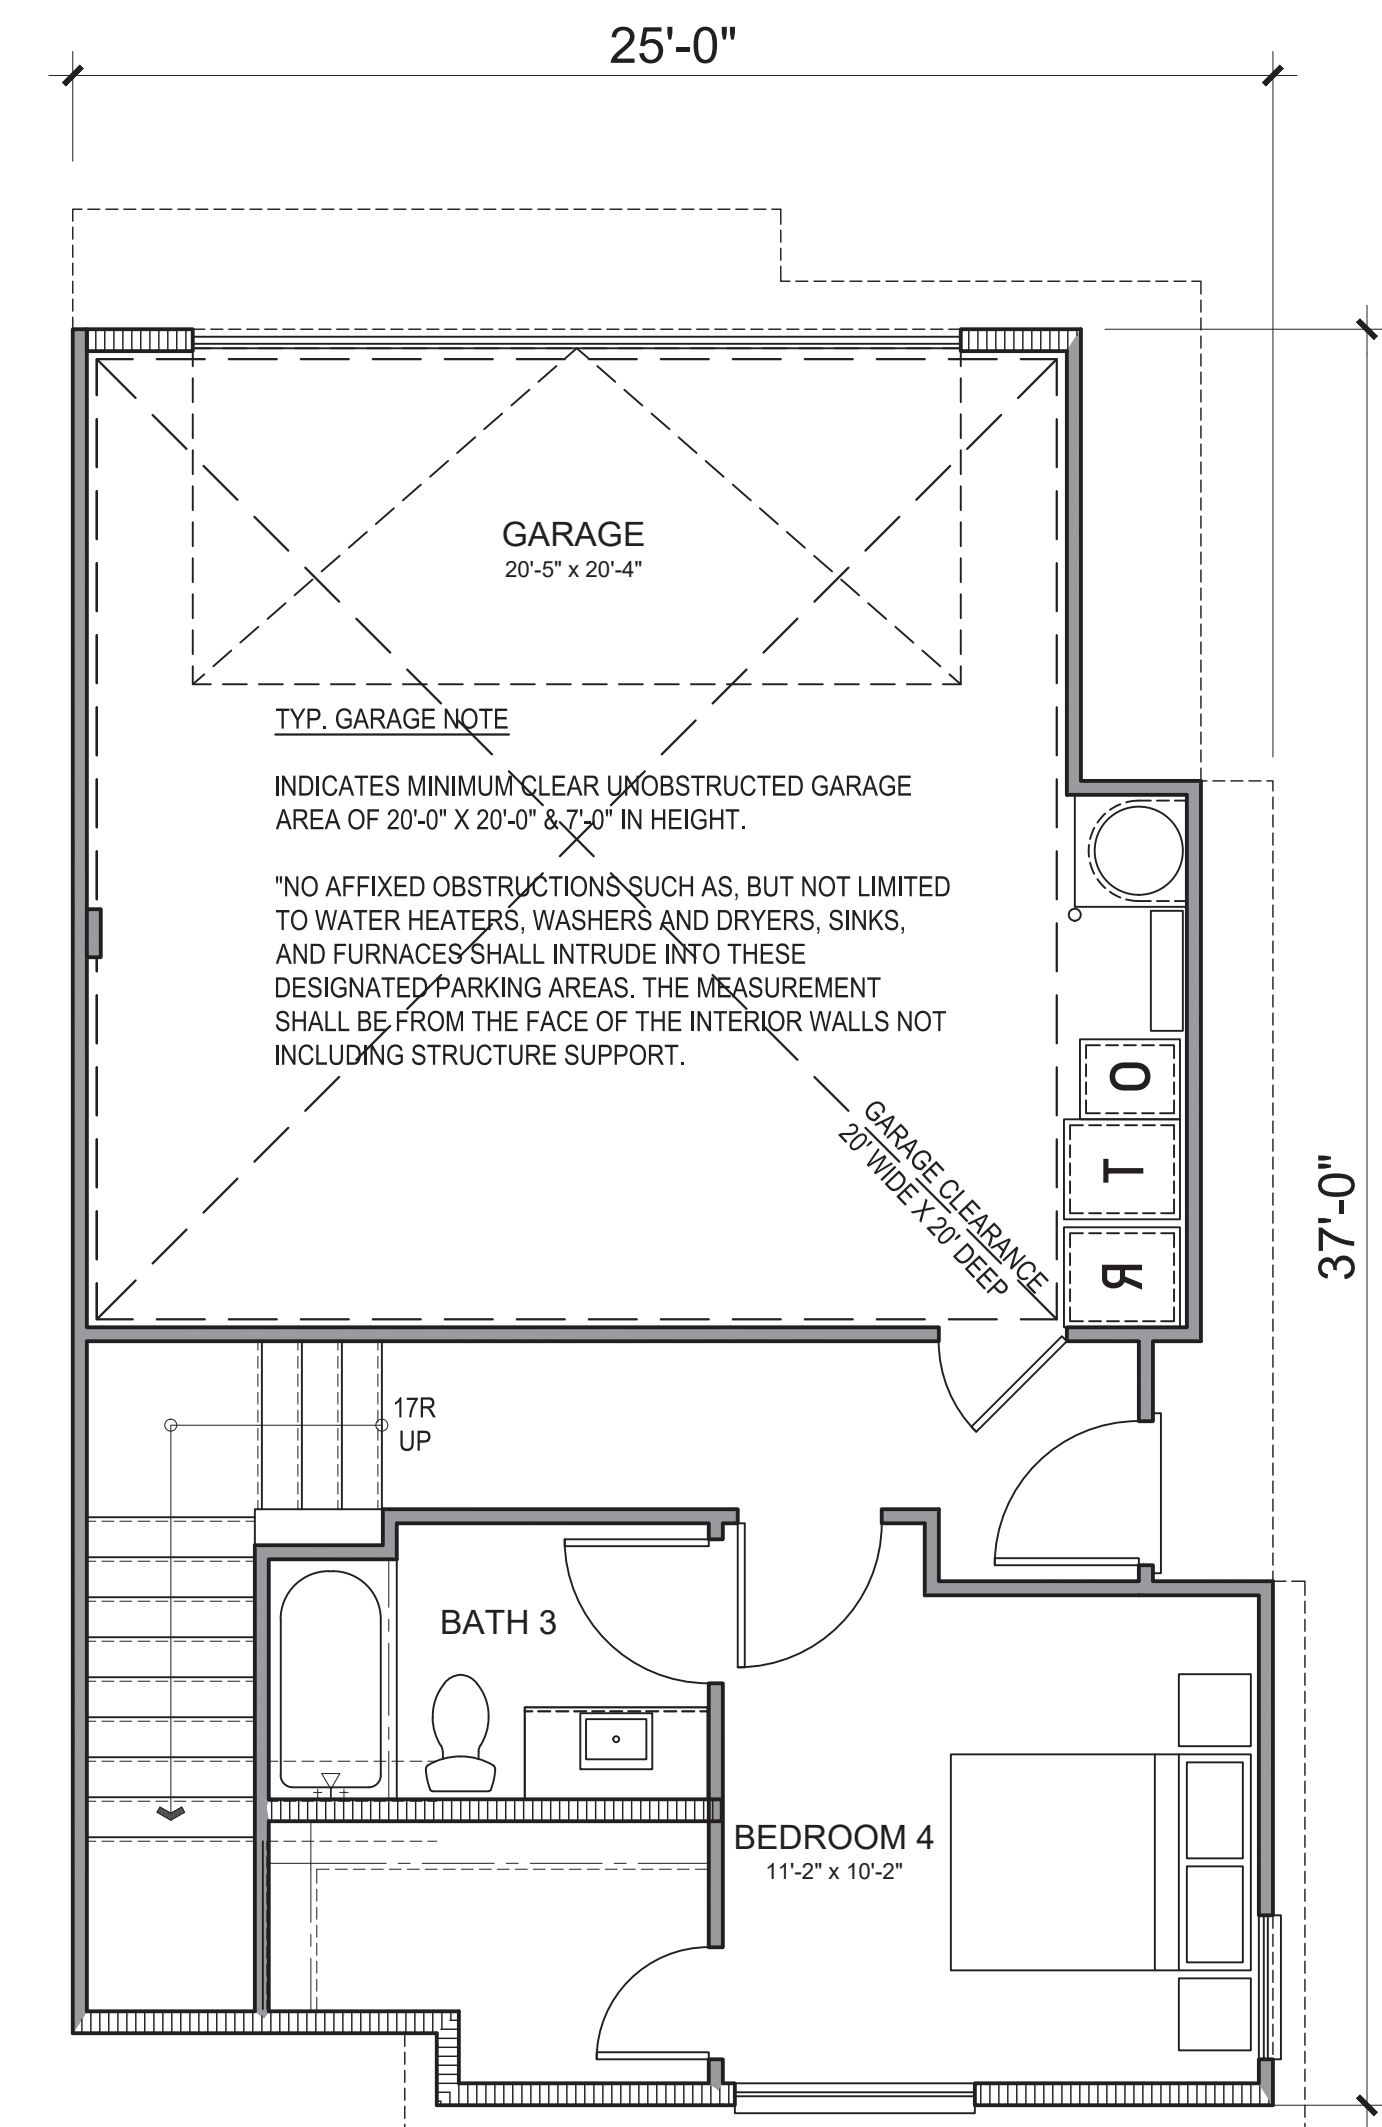 25'-0"
GARAGE
20'-5" x 20'-4"
TYP. GARAGE NOTE
INDICATES MINIMUM CLEAR UNOBSTRUCTED GARAGE
AREA OF 20'-0" X 20'-0" & 7'-0" IN HEIGHT.
"NO AFFIXED OBSTRUCTIONS SUCH AS, BUT NOT LIMITED
TO WATER HEATERS, WASHERS AND DRYERS, SINKS,
AND FURNACES SHALL INTRUDE INTO THESE
DESIGNATED PARKING AREAS. THE MEASUREMENT
SHALL BE FROM THE FACE OF THE INTERIOR WALLS NOT
INCLUDING STRUCTURE SUPPORT.
O
T
R
GARAGE CLEARANCE
20' WIDE X 20' DEEP
37'-0"
17R
UP
BATH 3
BEDROOM 4
11'-2" x 10'-2"